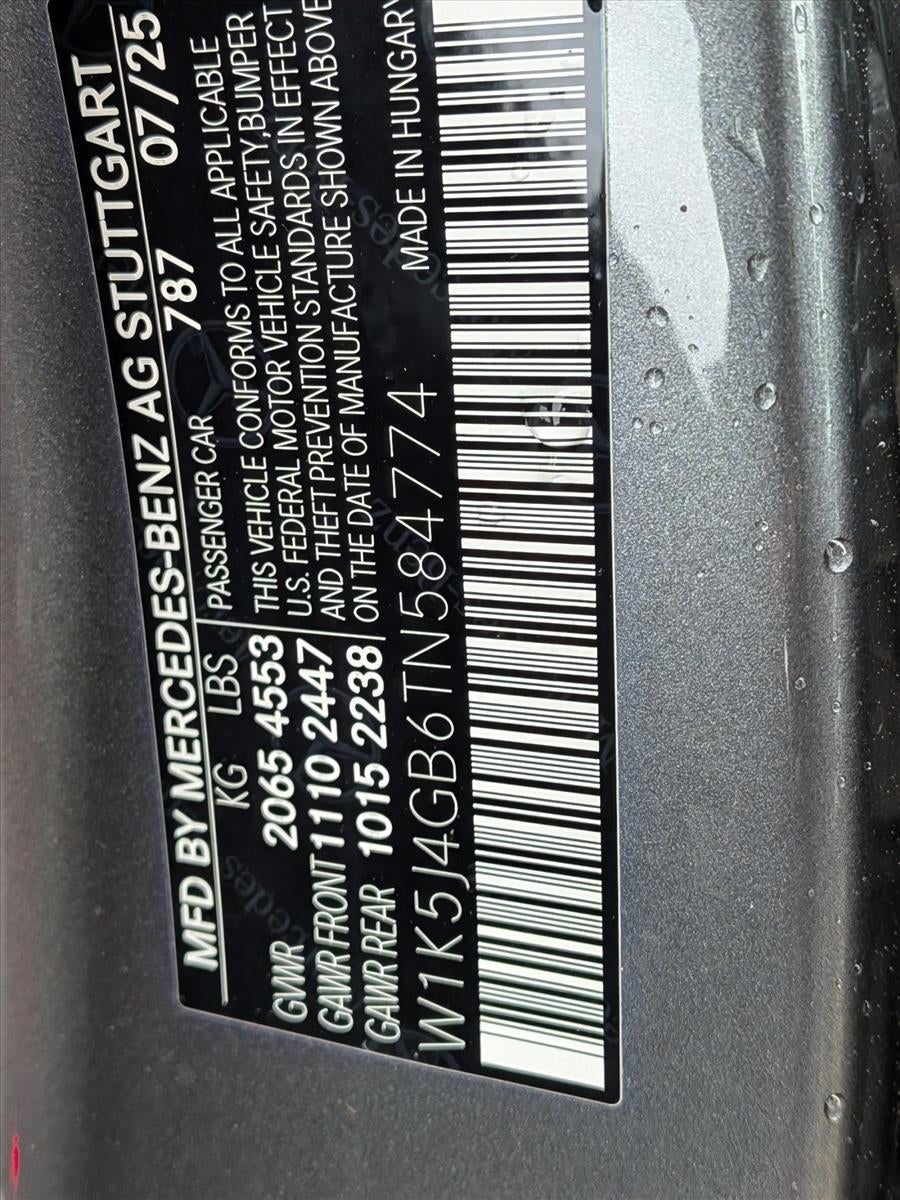 MFD BY MERCEDES-BENZ AG STUTTGART
787 07/25
KG LBS PASSENGER CAR
GVWR 2065 4553
GAWR FRONT 1110 2447
GAWR REAR 1015 2238
THIS VEHICLE CONFORMS TO ALL APPLICABLE
U.S. FEDERAL MOTOR VEHICLE SAFETY,BUMPER
AND THEFT PREVENTION STANDARDS IN EFFECT
ON THE DATE OF MANUFACTURE SHOWN ABOVE
W1K5J4GB6TN584774 MADE IN HUNGARY